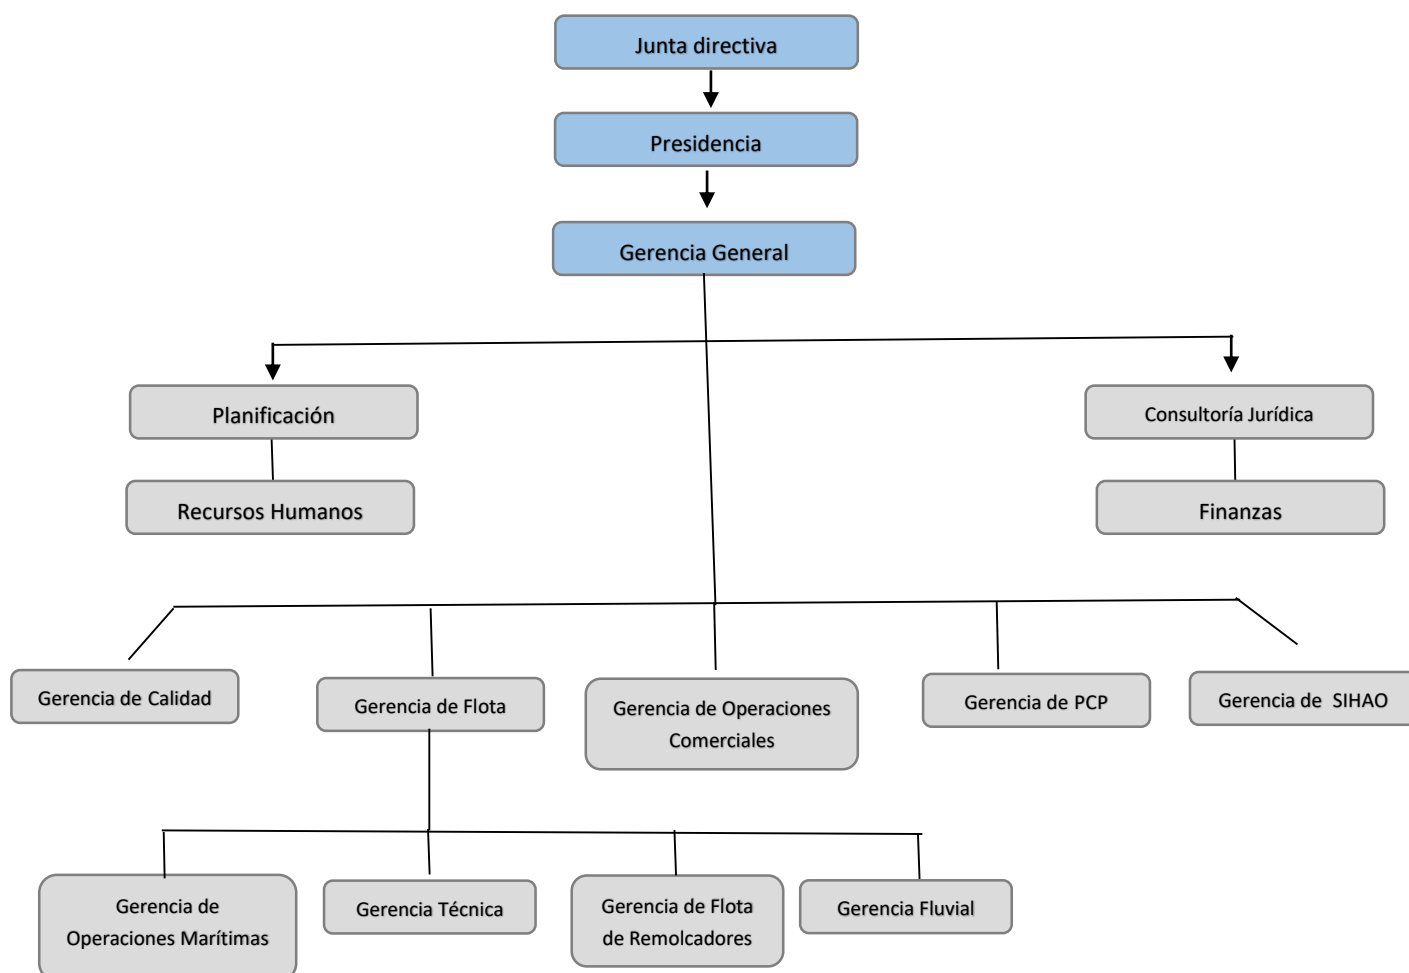 Junta directiva
Presidencia
Gerencia General
Planificación
Consultoría Jurídica
Recursos Humanos
Finanzas
Gerencia de Calidad
Gerencia de Flota
Gerencia de Operaciones
Comerciales
Gerencia de PCP
Gerencia de SIHAO
Gerencia de
Operaciones Marítimas
Gerencia Técnica
Gerencia de Flota
de Remolcadores
Gerencia Fluvial